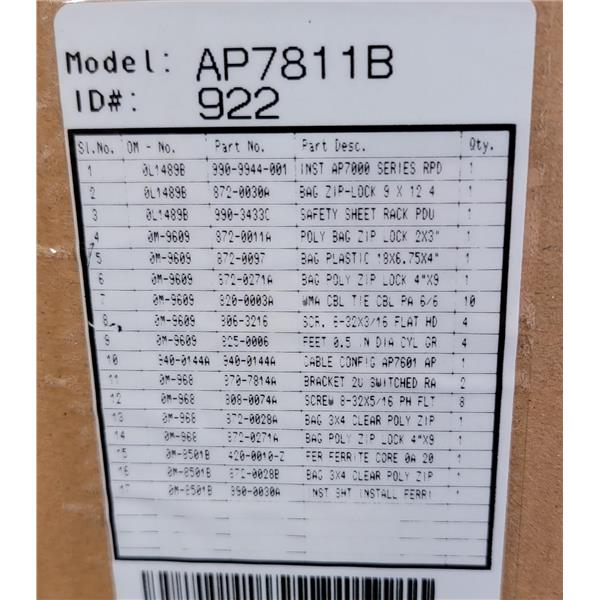 Model: AP7811B
ID#: 922
Sl.No. OM - No. Part No. Part Desc. Qty.
1 0L1489B 990-9944-001 INST AP7000 SERIES RPD 1
2 0L1489B 872-0030A BAG ZIP-LOCK 9 X 12 4 1
3 0L1489B 990-3433C SAFETY SHEET RACK PDU 1
4 0M-9609 872-0011A POLY BAG ZIP LOCK 2X3" 1
5 0M-9609 872-0097 BAG PLASTIC 18X6.75X4" 1
6 0M-9609 872-0271A BAG POLY ZIP LOCK 4"X9 1
7 0M-9609 820-0003A WMA CBL TIE CBL PA 6/6 10
8 0M-9609 806-3216 SCR. 8-32X3/16 FLAT HD 4
9 0M-9609 825-0006 FEET 0.5 IN DIA CYL GR 4
10 940-0144A 940-0144A CABLE CONFIG AP7601 AP 1
11 0M-968 870-7814A BRACKET 2U SWITCHED RA 2
12 0M-968 808-0074A SCREW 8-32X5/16 PH FLT 8
13 0M-968 872-0028A BAG 3X4 CLEAR POLY ZIP 1
14 0M-968 872-0271A BAG POLY ZIP LOCK 4"X9 1
15 0M-8501B 420-0010-Z FER FERRITE CORE 0A 20 1
16 0M-8501B 872-0028B BAG 3X4 CLEAR POLY ZIP
17 0M-8501B 990-0030A INST SHT INSTALL FERRI